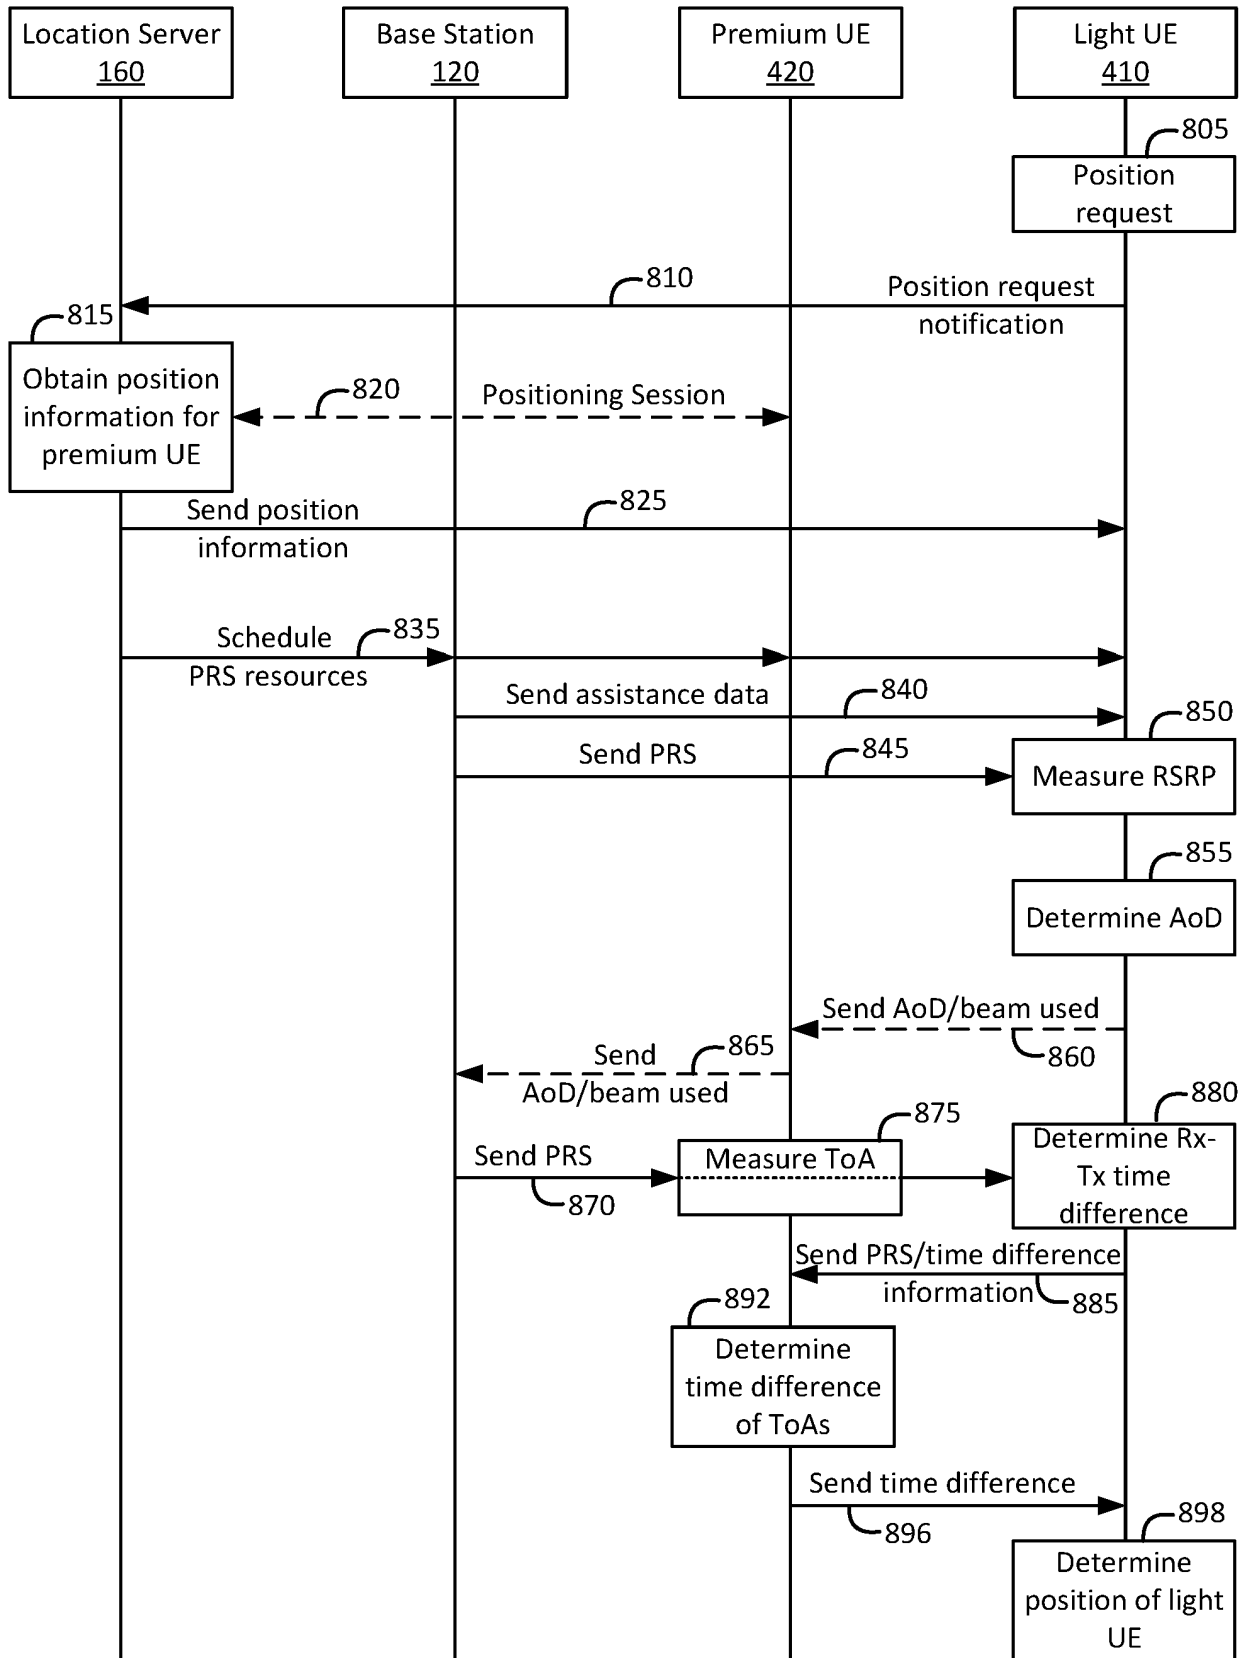 Location Server
160
Base Station
120
Premium UE
420
Light UE
410
805
Position
request
810
Position request
notification
815
Obtain position
information for
premium UE
820
Positioning Session
Send position
information
825
Schedule
PRS resources
835
Send assistance data
840
850
Send PRS
845
Measure RSRP
855
Determine AoD
Send AoD/beam used
860
Send
AoD/beam used
865
880
875
Send PRS
870
Measure ToA
Determine Rx-
Tx time
difference
Send PRS/time difference
information
885
892
Determine
time difference
of ToAs
Send time difference
896
898
Determine
position of light
UE